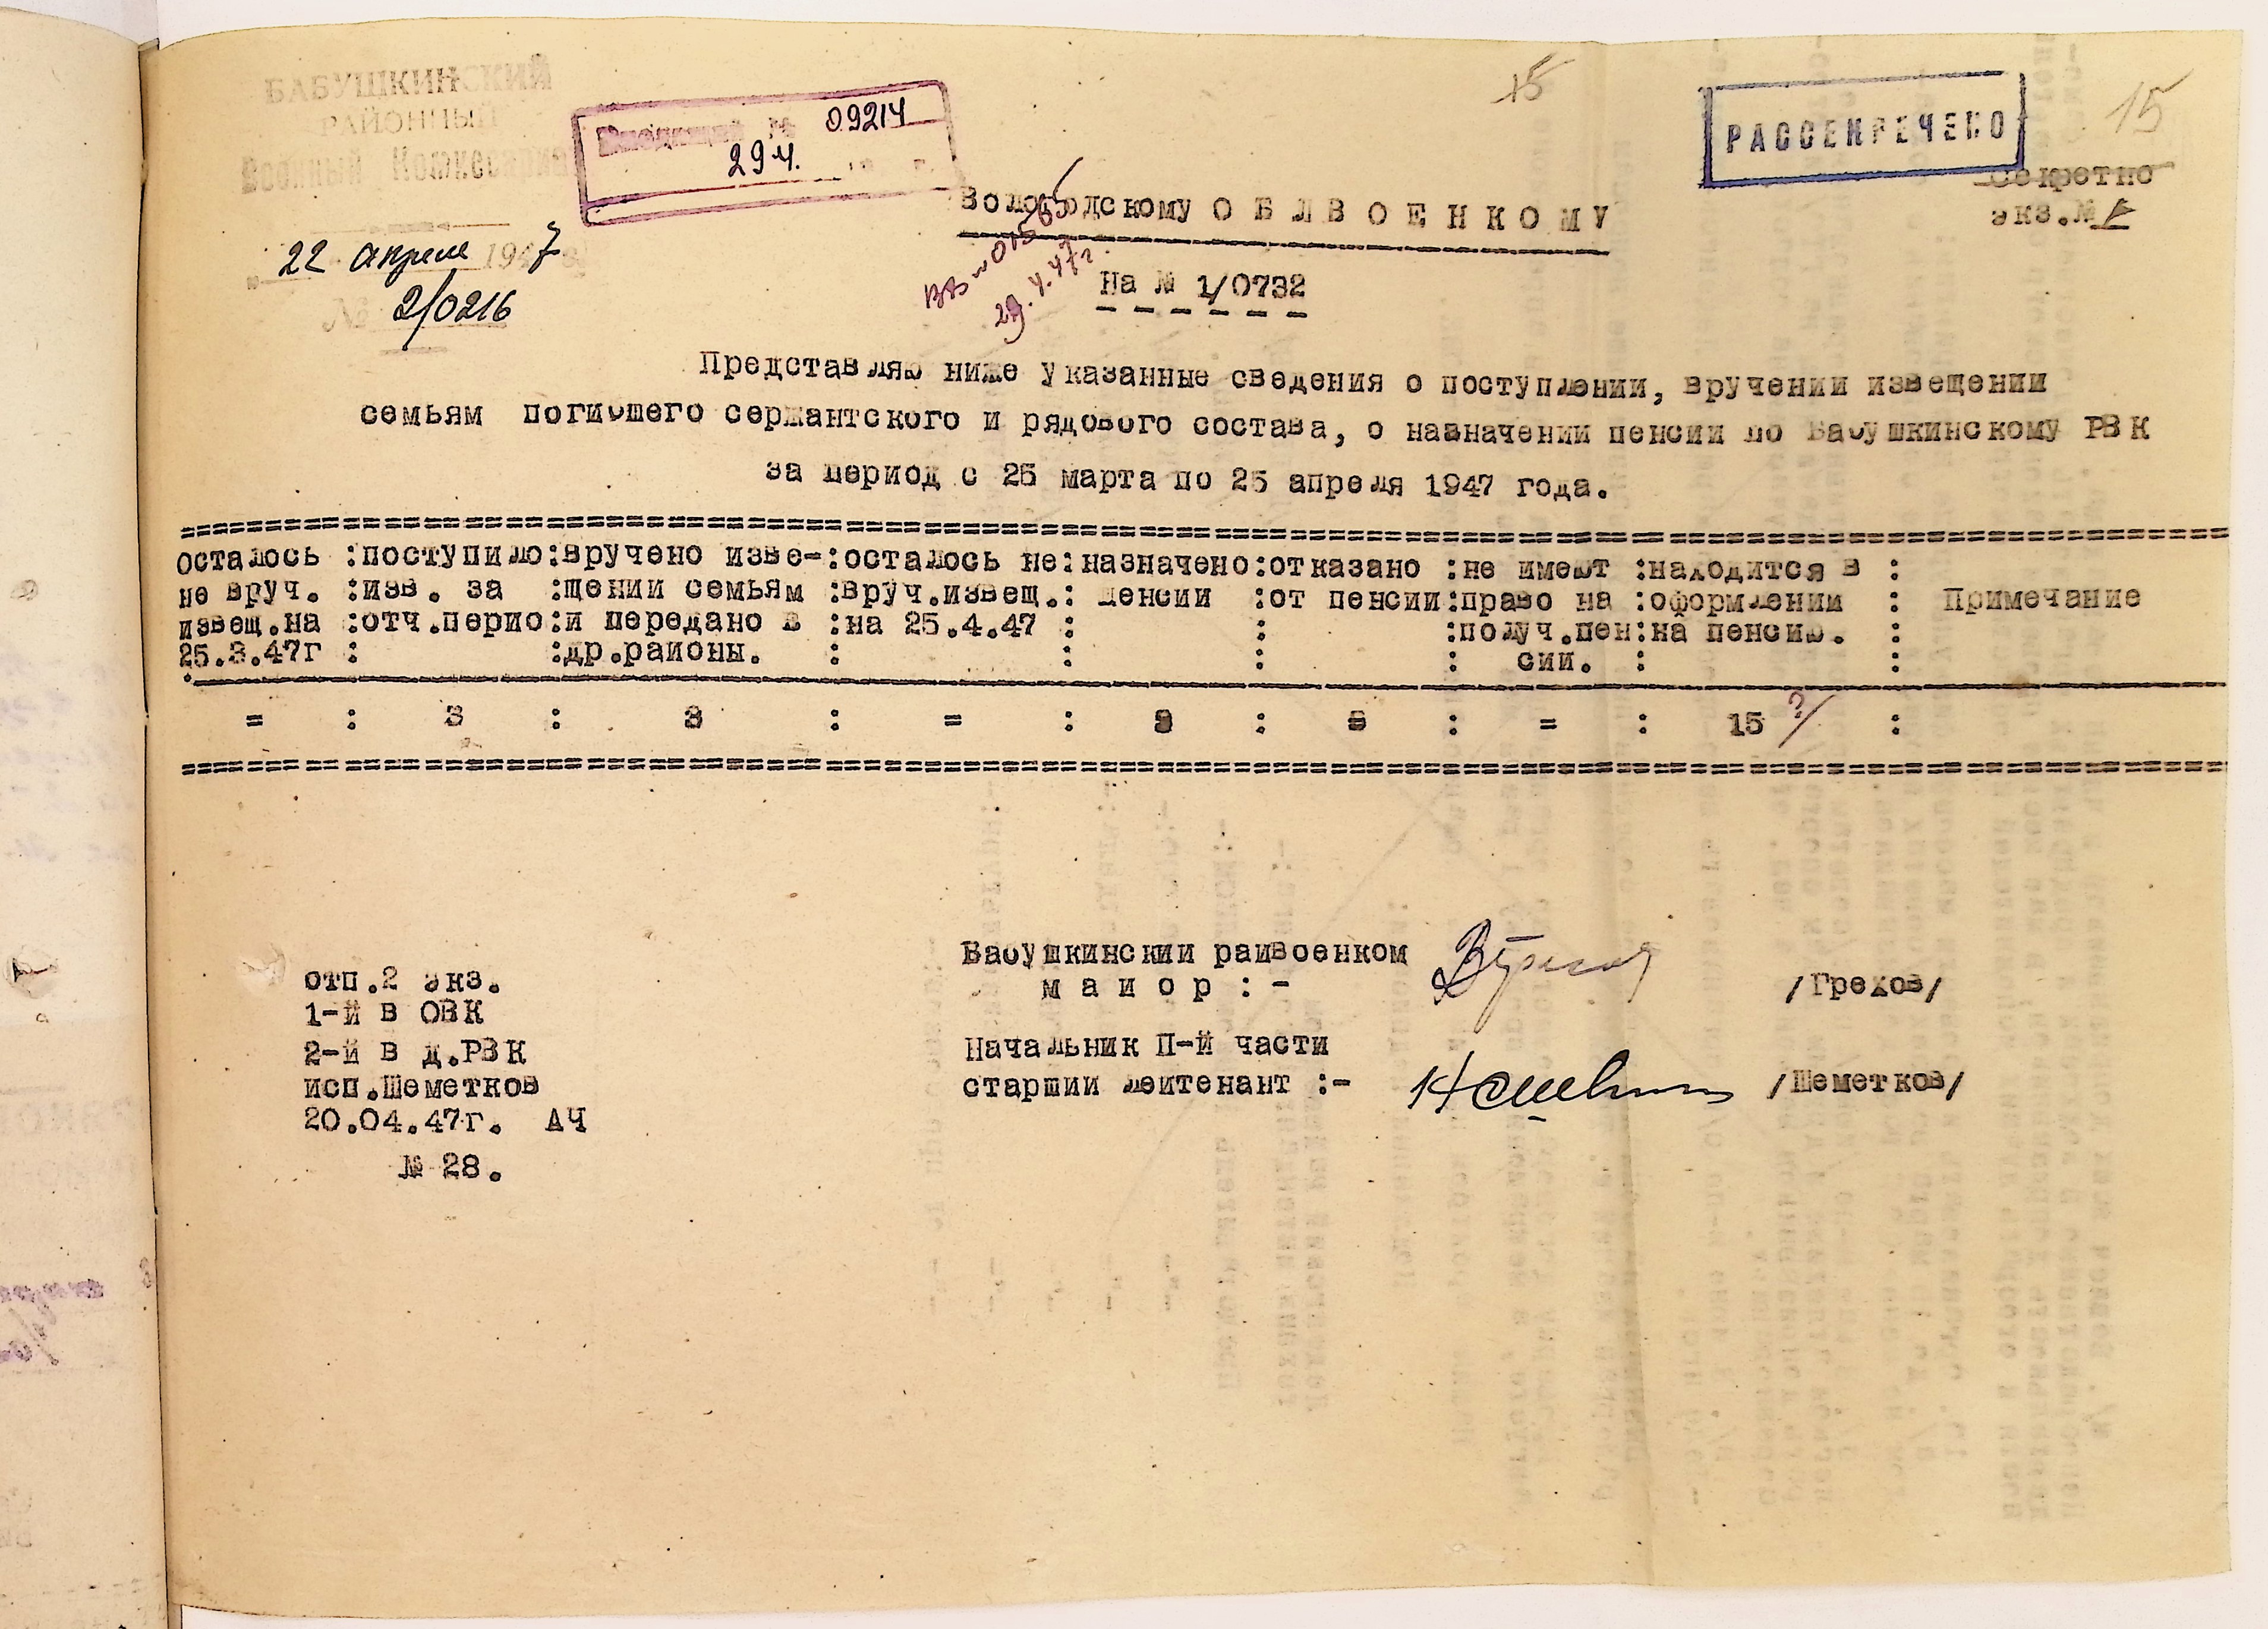 БАБУШКИНСКИЙ
РАЙОННЫЙ
Военный Комиссариат
22 апреля 1947
№ 2/0216
Входящий № 09214
29 4.
15
РАССЕКРЕЧЕНО
15
Секретно
экз.№
Вологодскому ОБЛВОЕНКОМУ
29.4.47г.
На № 1/0732
Представляю ниже указанные сведения о поступлении, вручении извещении
семьям погибшего сержантского и рядового состава, о назначении пенсии по Бабушкинскому РВК
за период с 25 марта по 25 апреля 1947 года.
осталось :поступило:вручено изве-:осталось не:назначено:отказано :не имеют :находится в :
не вруч. :изв. за :щении семьям :вруч.извещ.: пенсии :от пенсии:право на :оформлении : Примечание
извещ.на :отч.перио:и передано в :на 25.4.47 : : :получ.пен:на пенсию. :
25.3.47г : :др.районы. : : : : сии. : :
= : 3 : 3 : = : : : = : 15 ?/ :
Бабушкинский райвоенком
майор:- /Грехов/
Начальник П-й части
старший лейтенант :- /Шеметков/
отп.2 экз.
1-й в ОВК
2-й в д.РВК
исп.Шеметков
20.04.47г. АЧ
№ 28.